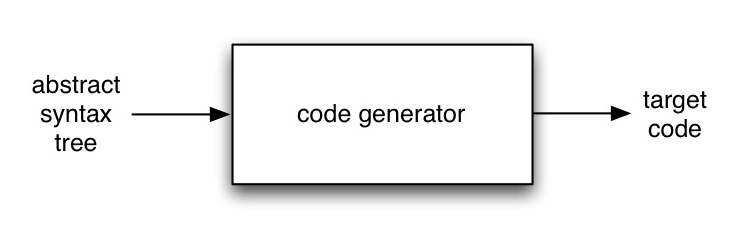 abstract
syntax
tree
code generator
target
code